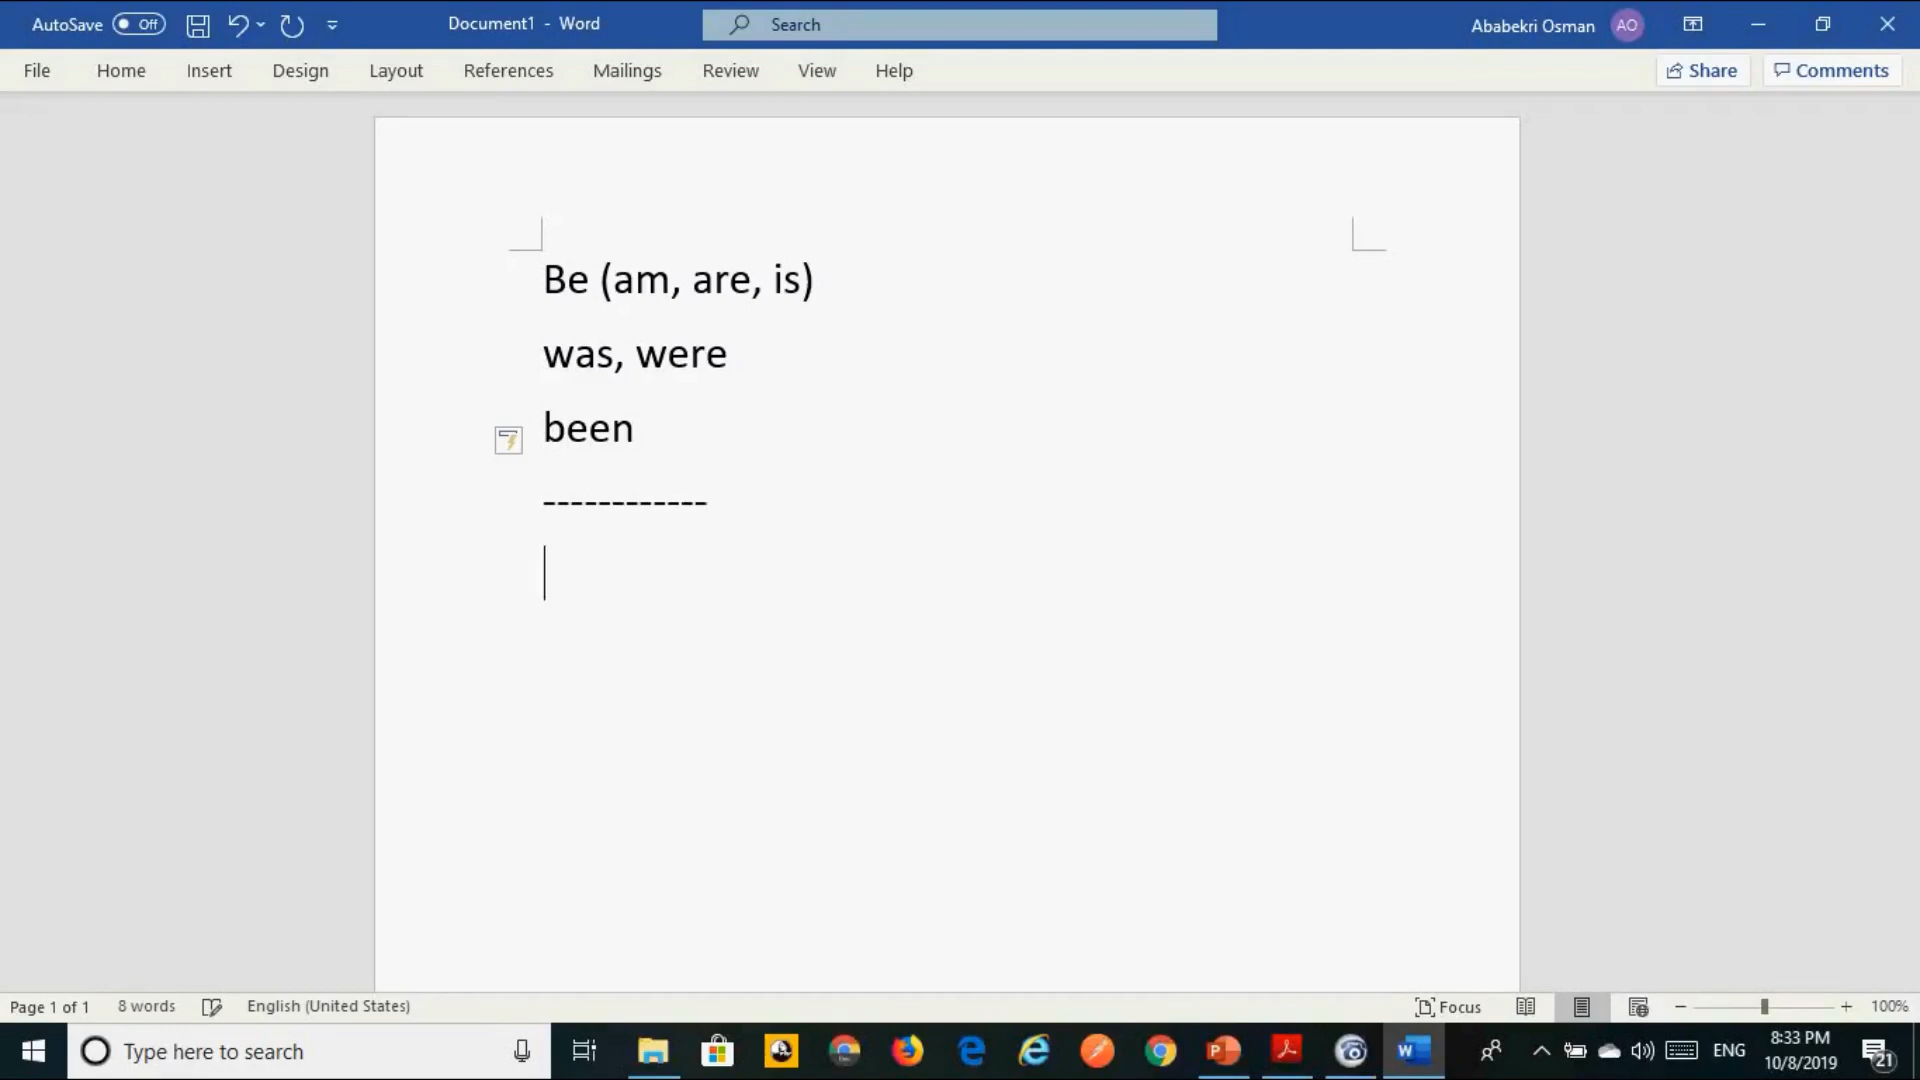 AutoSave Off Document1 - Word Search Ababekri Osman AO
File Home Insert Design Layout References Mailings Review View Help Share Comments
Be (am, are, is)
was, were
been
------------
Page 1 of 1 8 words English (United States) Focus 100%
Type here to search ENG 8:33 PM
10/8/2019 21